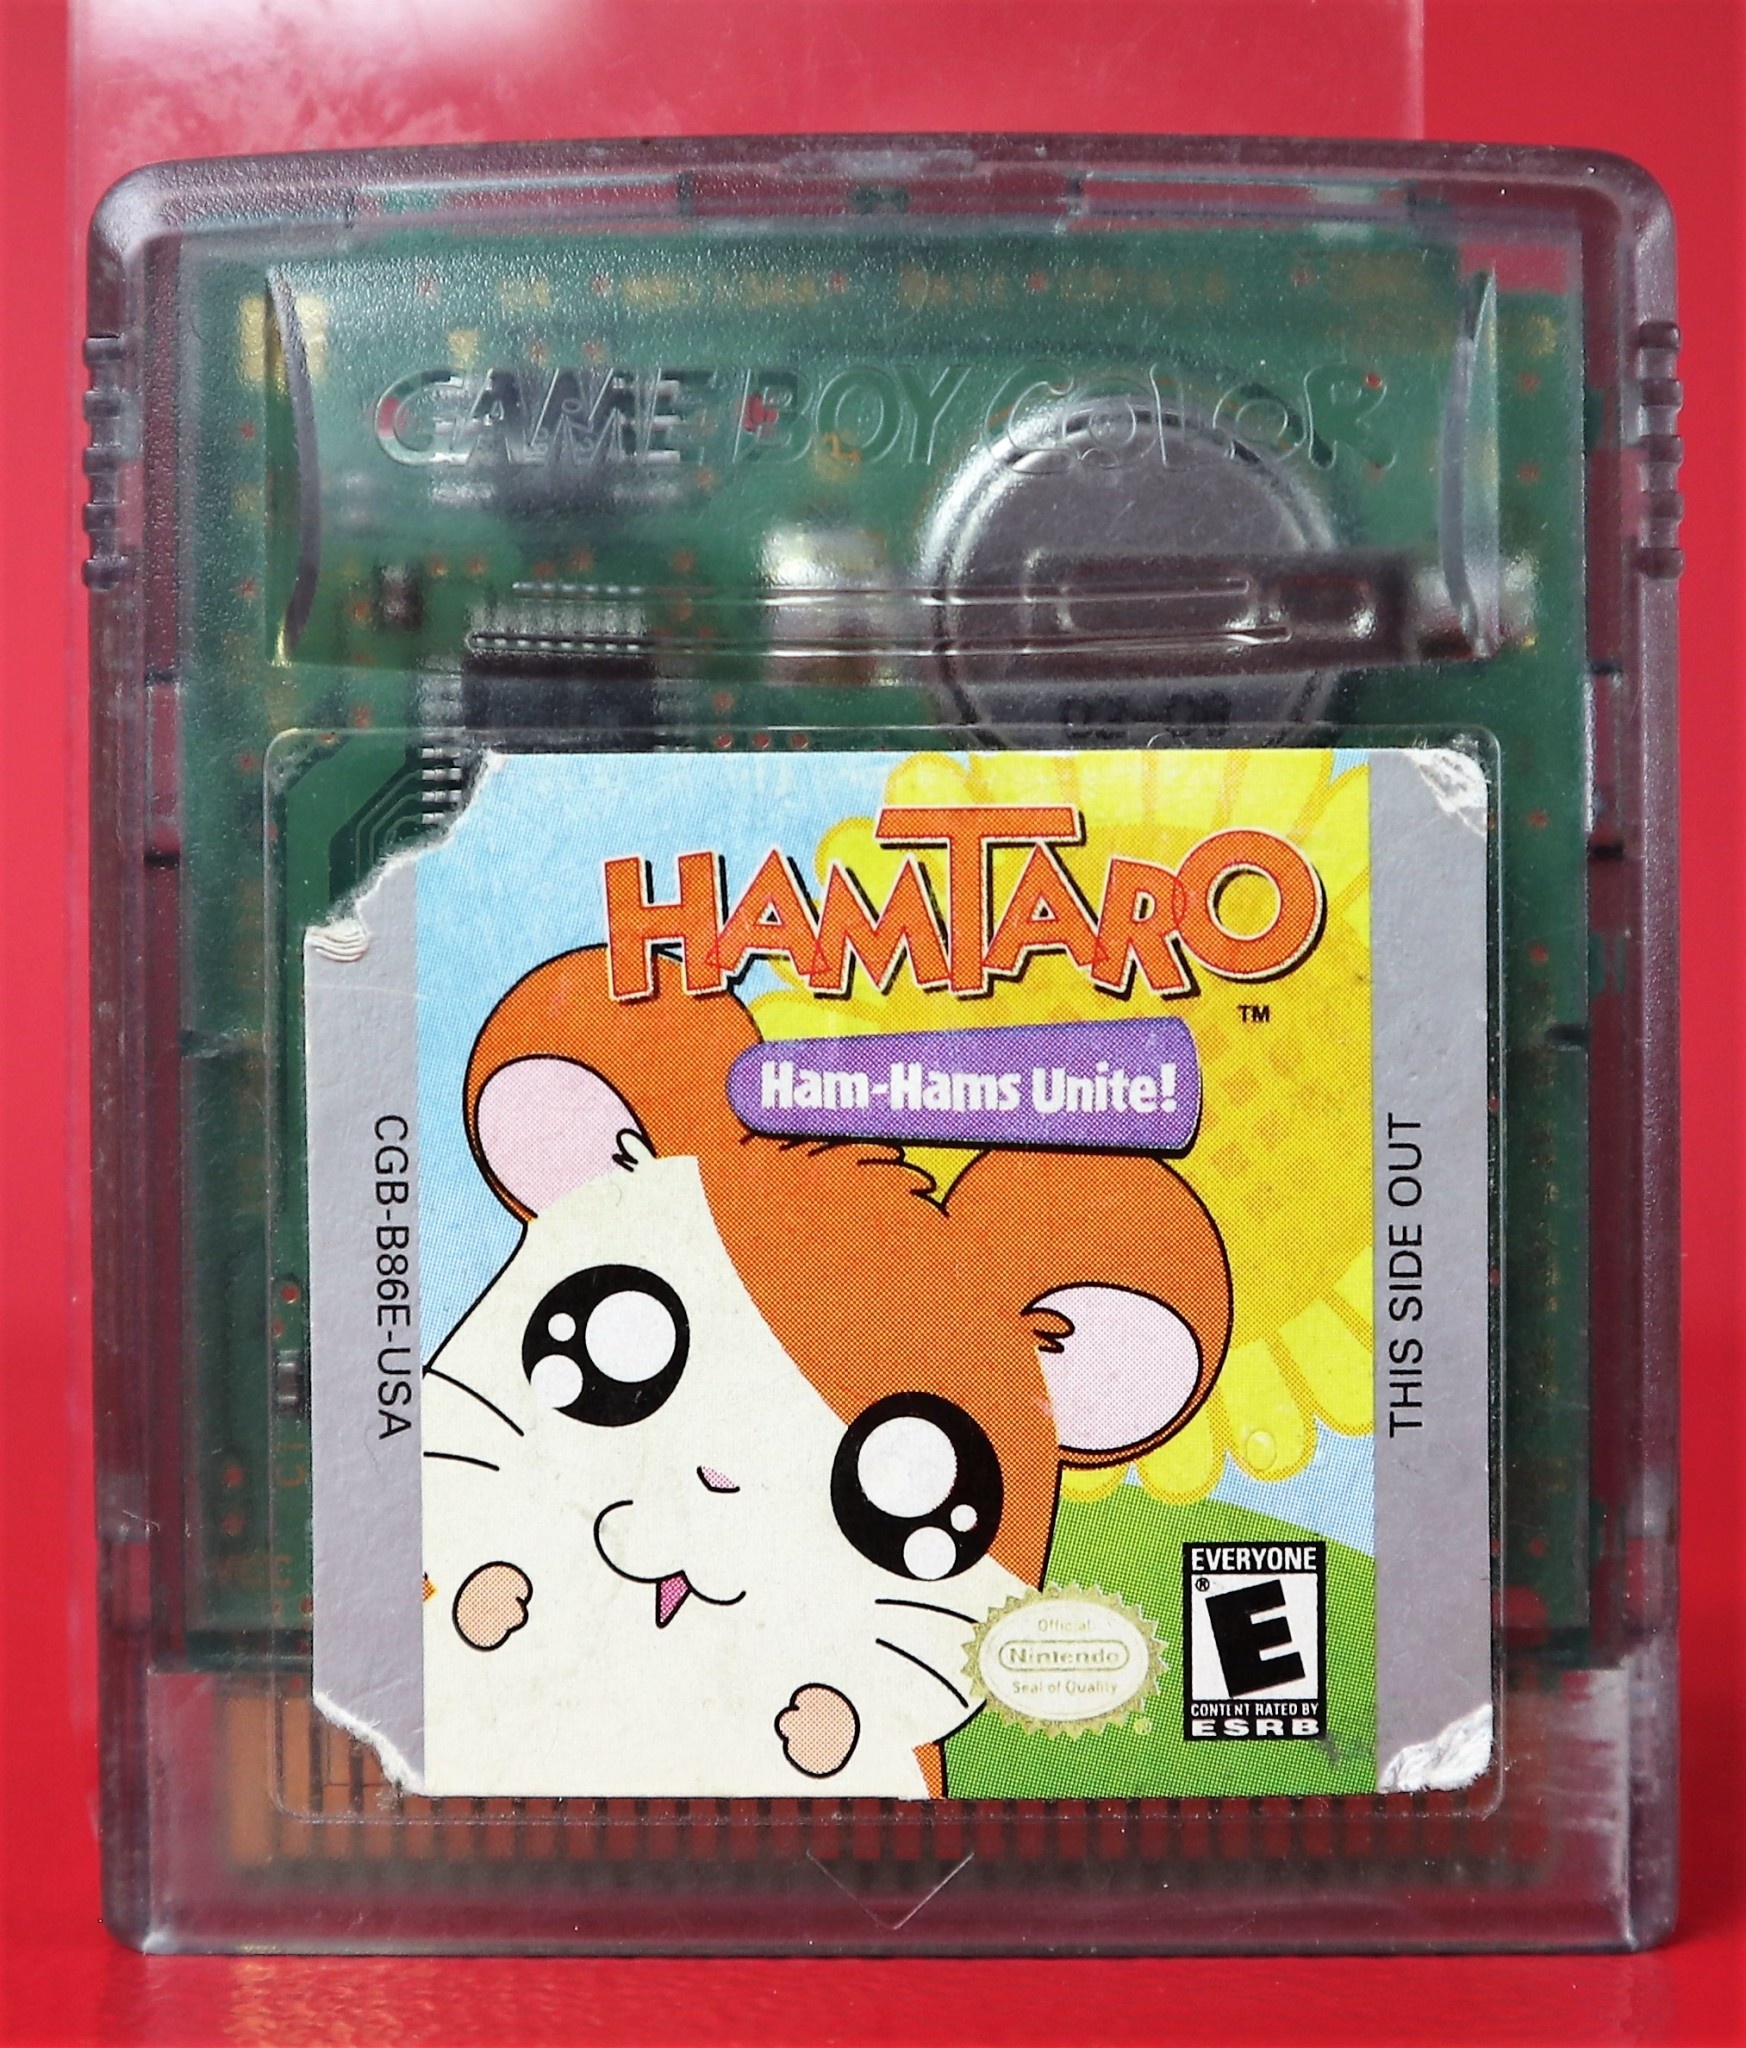 GAME BOY COLOR
HAMTARO
TM
Ham-Hams Unite!
CGB-B86E-USA
THIS SIDE OUT
EVERYONE
®
E
CONTENT RATED BY
ESRB
Official
Nintendo
Seal of Quality